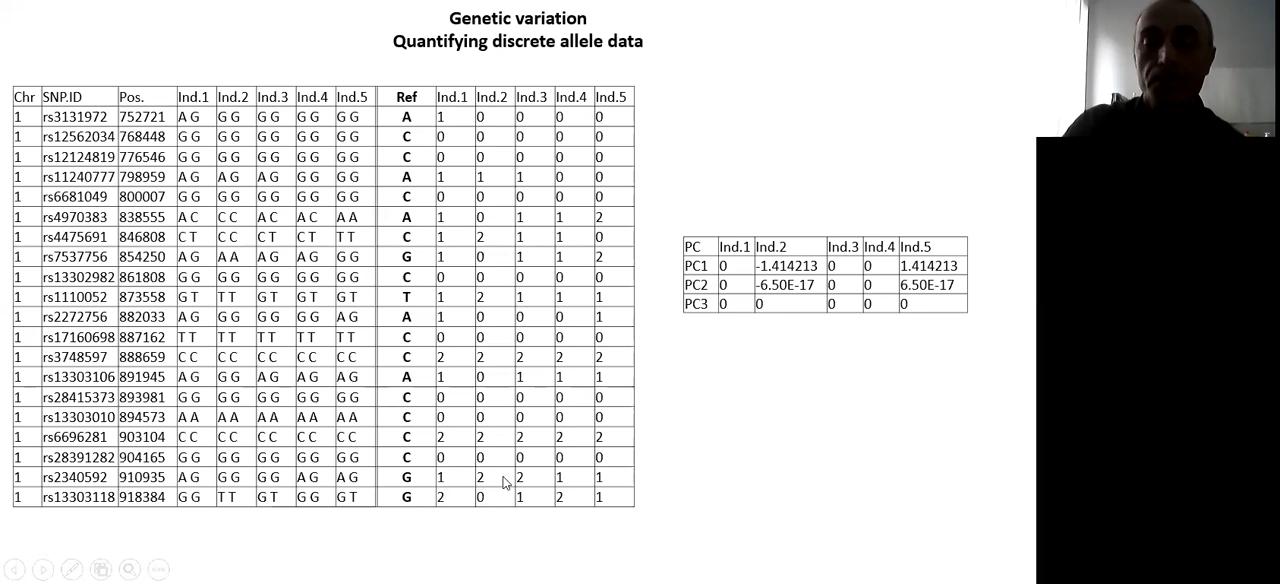 Genetic variation
Quantifying discrete allele data
Chr SNP.ID Pos. Ind.1 Ind.2 Ind.3 Ind.4 Ind.5 Ref Ind.1 Ind.2 Ind.3 Ind.4 Ind.5
1 rs3131972 752721 A G G G G G G G G G A 1 0 0 0 0
1 rs12562034 768448 G G G G G G G G G G C 0 0 0 0 0
1 rs12124819 776546 G G G G G G G G G G C 0 0 0 0 0
1 rs11240777 798959 A G A G A G G G G G A 1 1 1 0 0
1 rs6681049 800007 G G G G G G G G G G C 0 0 0 0 0
1 rs4970383 838555 A C C C A C A C A A A 1 0 1 1 2
1 rs4475691 846808 C T C C C T C T T T C 1 2 1 1 0
1 rs7537756 854250 A G A A A G A G G G G 1 0 1 1 2
1 rs13302982 861808 G G G G G G G G G G C 0 0 0 0 0
1 rs1110052 873558 G T T T G T G T G T T 1 2 1 1 1
1 rs2272756 882033 A G G G G G G G A G A 1 0 0 0 1
1 rs17160698 887162 T T T T T T T T T T C 0 0 0 0 0
1 rs3748597 888659 C C C C C C C C C C C 2 2 2 2 2
1 rs13303106 891945 A G G G A G A G A G A 1 0 1 1 1
1 rs28415373 893981 G G G G G G G G G G C 0 0 0 0 0
1 rs13303010 894573 A A A A A A A A A A C 0 0 0 0 0
1 rs6696281 903104 C C C C C C C C C C C 2 2 2 2 2
1 rs28391282 904165 G G G G G G G G G G C 0 0 0 0 0
1 rs2340592 910935 A G G G G G A G A G G 1 2 2 1 1
1 rs13303118 918384 G G T T G T G G G T G 2 0 1 2 1
PC Ind.1 Ind.2 Ind.3 Ind.4 Ind.5
PC1 0 -1.414213 0 0 1.414213
PC2 0 -6.50E-17 0 0 6.50E-17
PC3 0 0 0 0 0